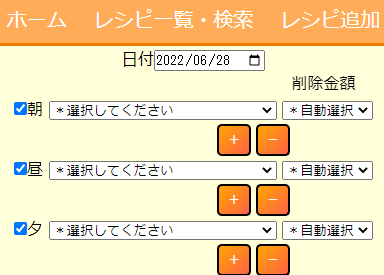 ホーム レシピ一覧・検索 レシピ追加
日付 2022/06/28
削除金額
朝 *選択してください *自動選択
+ −
昼 *選択してください *自動選択
+ −
夕 *選択してください *自動選択
+ −